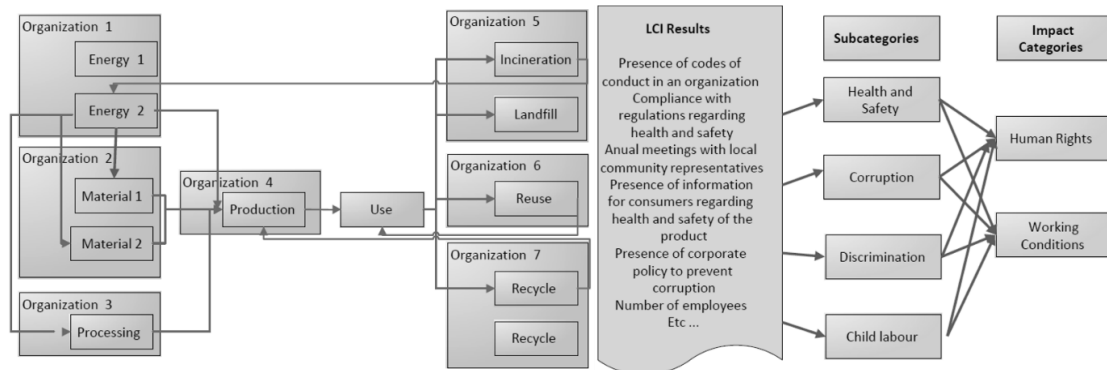 Organization 1
Energy 1
Energy 2
Organization 2
Material 1
Material 2
Organization 3
Processing
Organization 4
Production
Use
Organization 5
Incineration
Landfill
Organization 6
Reuse
Organization 7
Recycle
Recycle
LCI Results
Presence of codes of
conduct in an organization
Compliance with
regulations regarding
health and safety
Anual meetings with local
community representatives
Presence of information
for consumers regarding
health and safety of the
product
Presence of corporate
policy to prevent
corruption
Number of employees
Etc ...
Subcategories
Health and
Safety
Corruption
Discrimination
Child labour
Impact
Categories
Human Rights
Working
Conditions